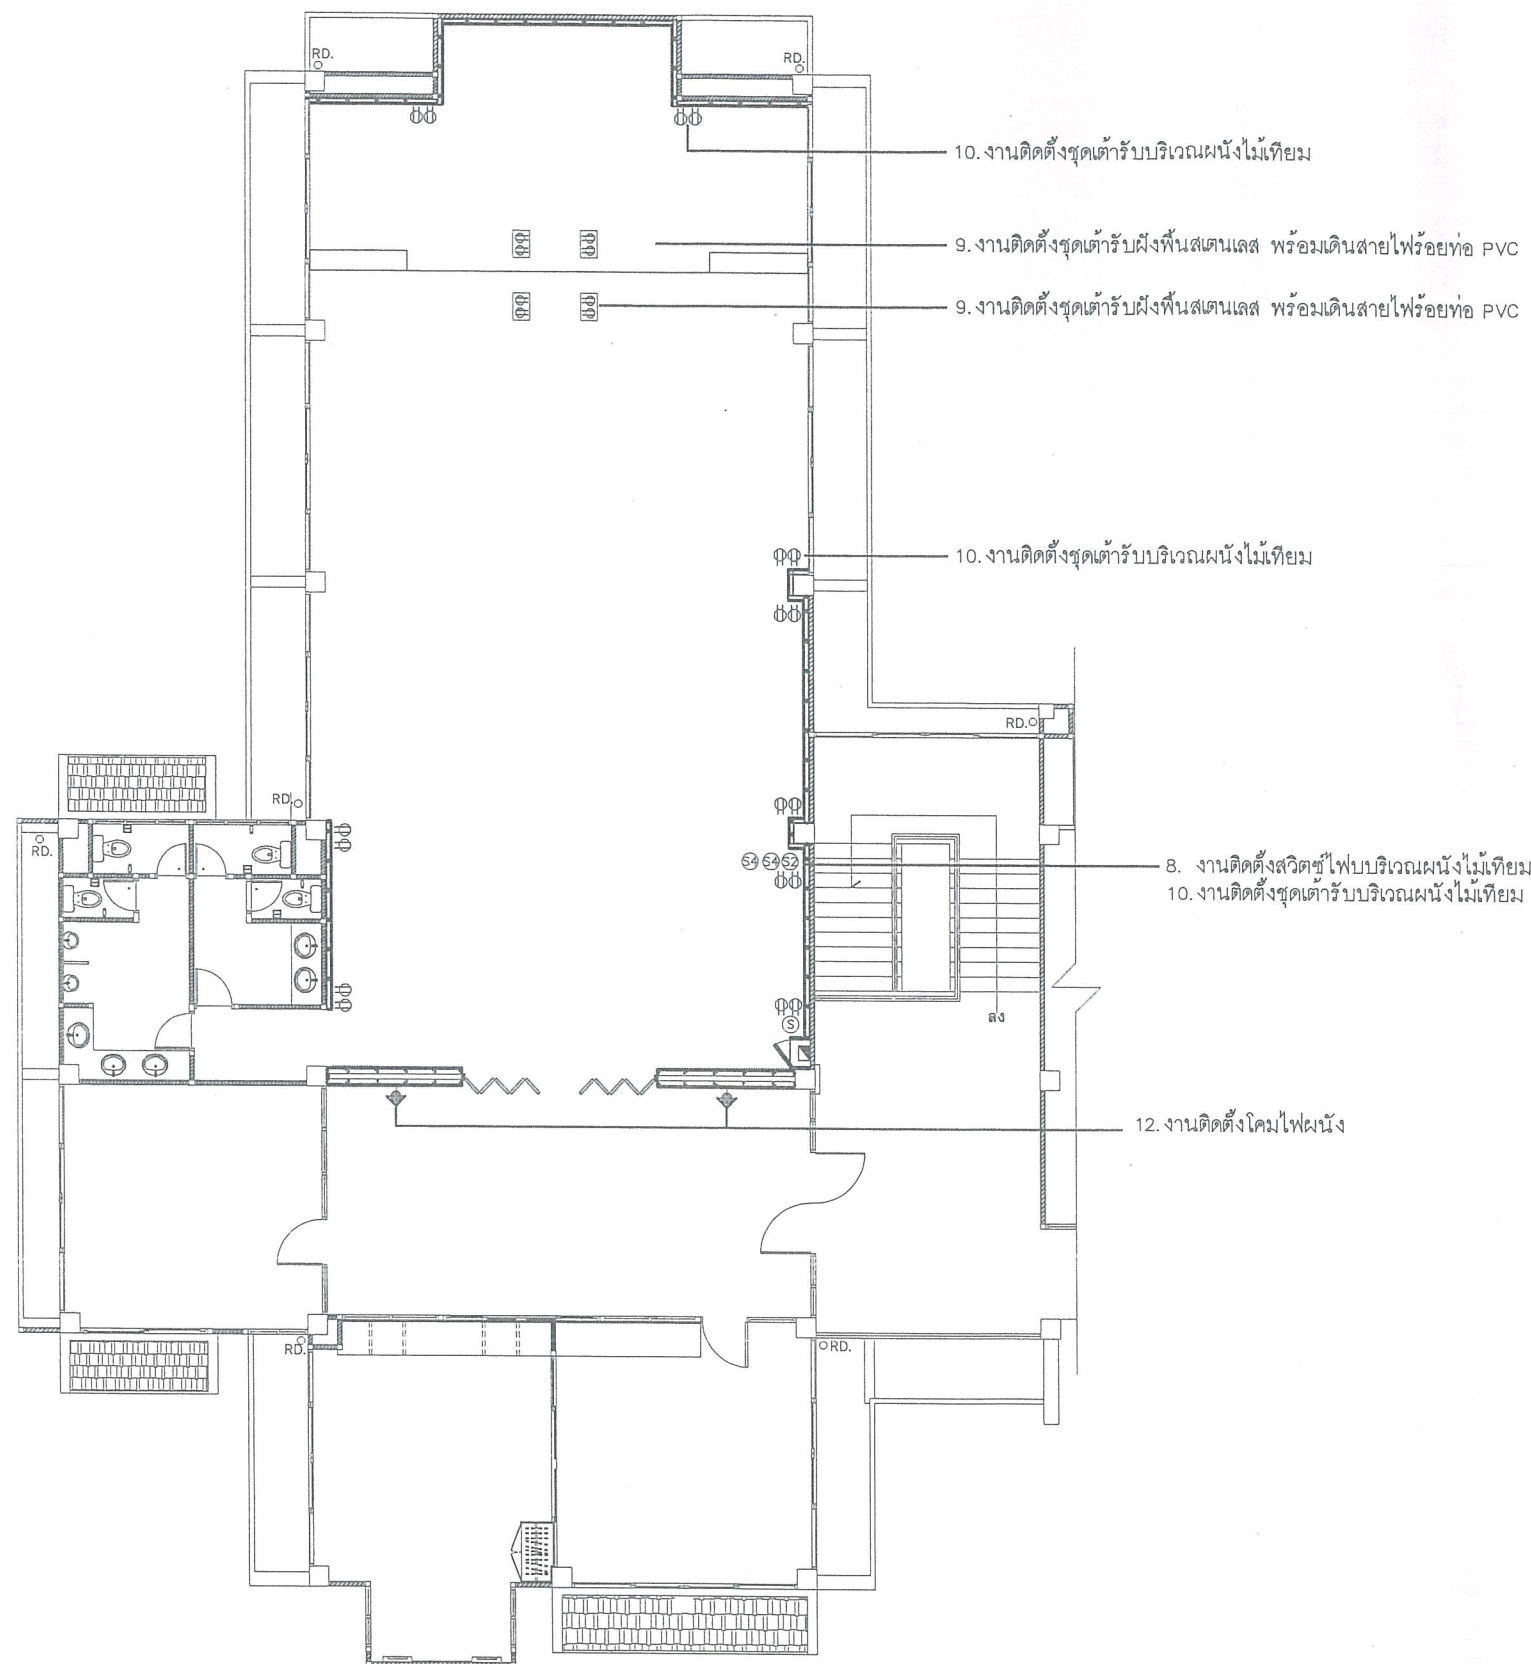 RD.
RD.
10.งานติดตั้งชุดเต้ารับบริเวณผนังไม้เทียม
9.งานติดตั้งชุดเต้ารับฝังพื้นสเตนเลส พร้อมเดินสายไฟร้อยท่อ PVC
9.งานติดตั้งชุดเต้ารับฝังพื้นสเตนเลส พร้อมเดินสายไฟร้อยท่อ PVC
10.งานติดตั้งชุดเต้ารับบริเวณผนังไม้เทียม
RD.
RD.
RD.
S4 S4 S2
8. งานติดตั้งสวิตซ์ไฟบบริเวณผนังไม้เทียม
10.งานติดตั้งชุดเต้ารับบริเวณผนังไม้เทียม
ลง
S
12.งานติดตั้งโคมไฟผนัง
RD.
RD.